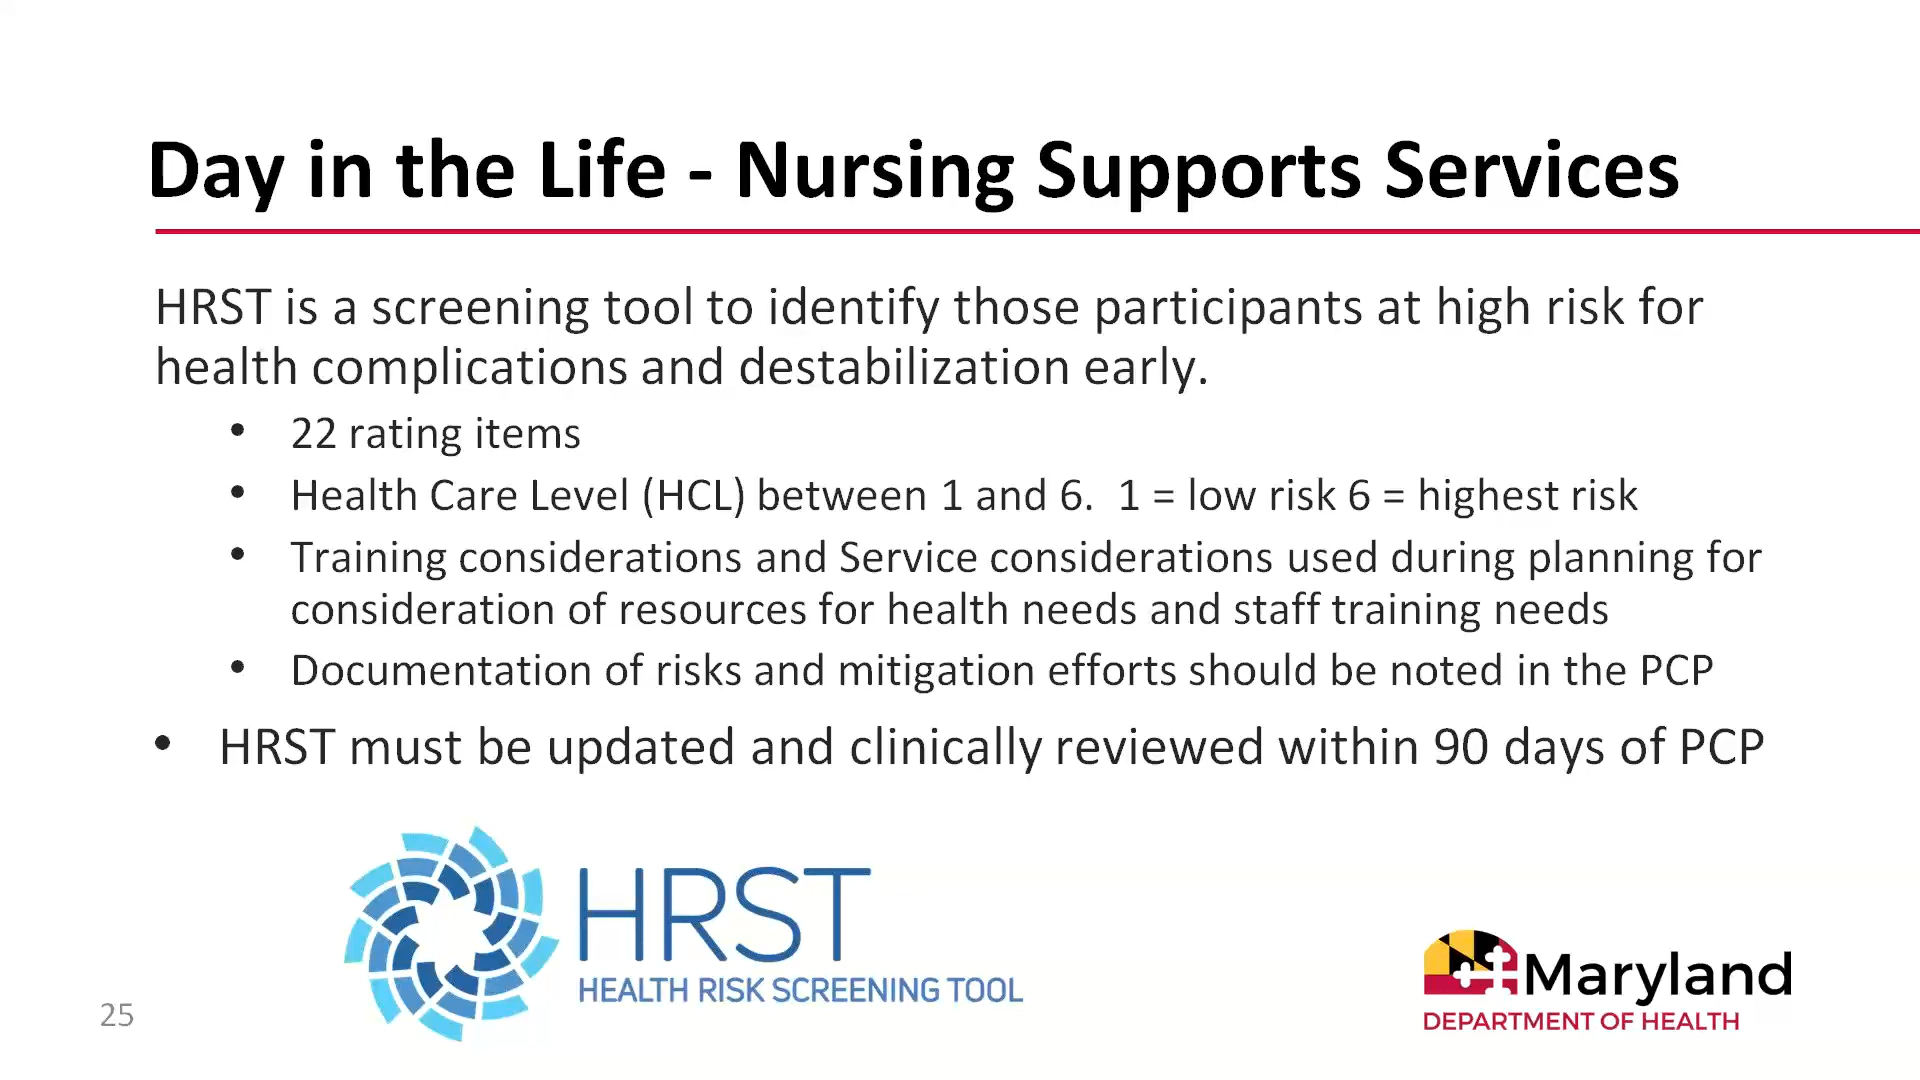 Day in the Life - Nursing Supports Services
HRST is a screening tool to identify those participants at high risk for
health complications and destabilization early.
• 22 rating items
• Health Care Level (HCL) between 1 and 6.  1 = low risk 6 = highest risk
• Training considerations and Service considerations used during planning for
consideration of resources for health needs and staff training needs
• Documentation of risks and mitigation efforts should be noted in the PCP
• HRST must be updated and clinically reviewed within 90 days of PCP
HRST
HEALTH RISK SCREENING TOOL
Maryland
DEPARTMENT OF HEALTH
25